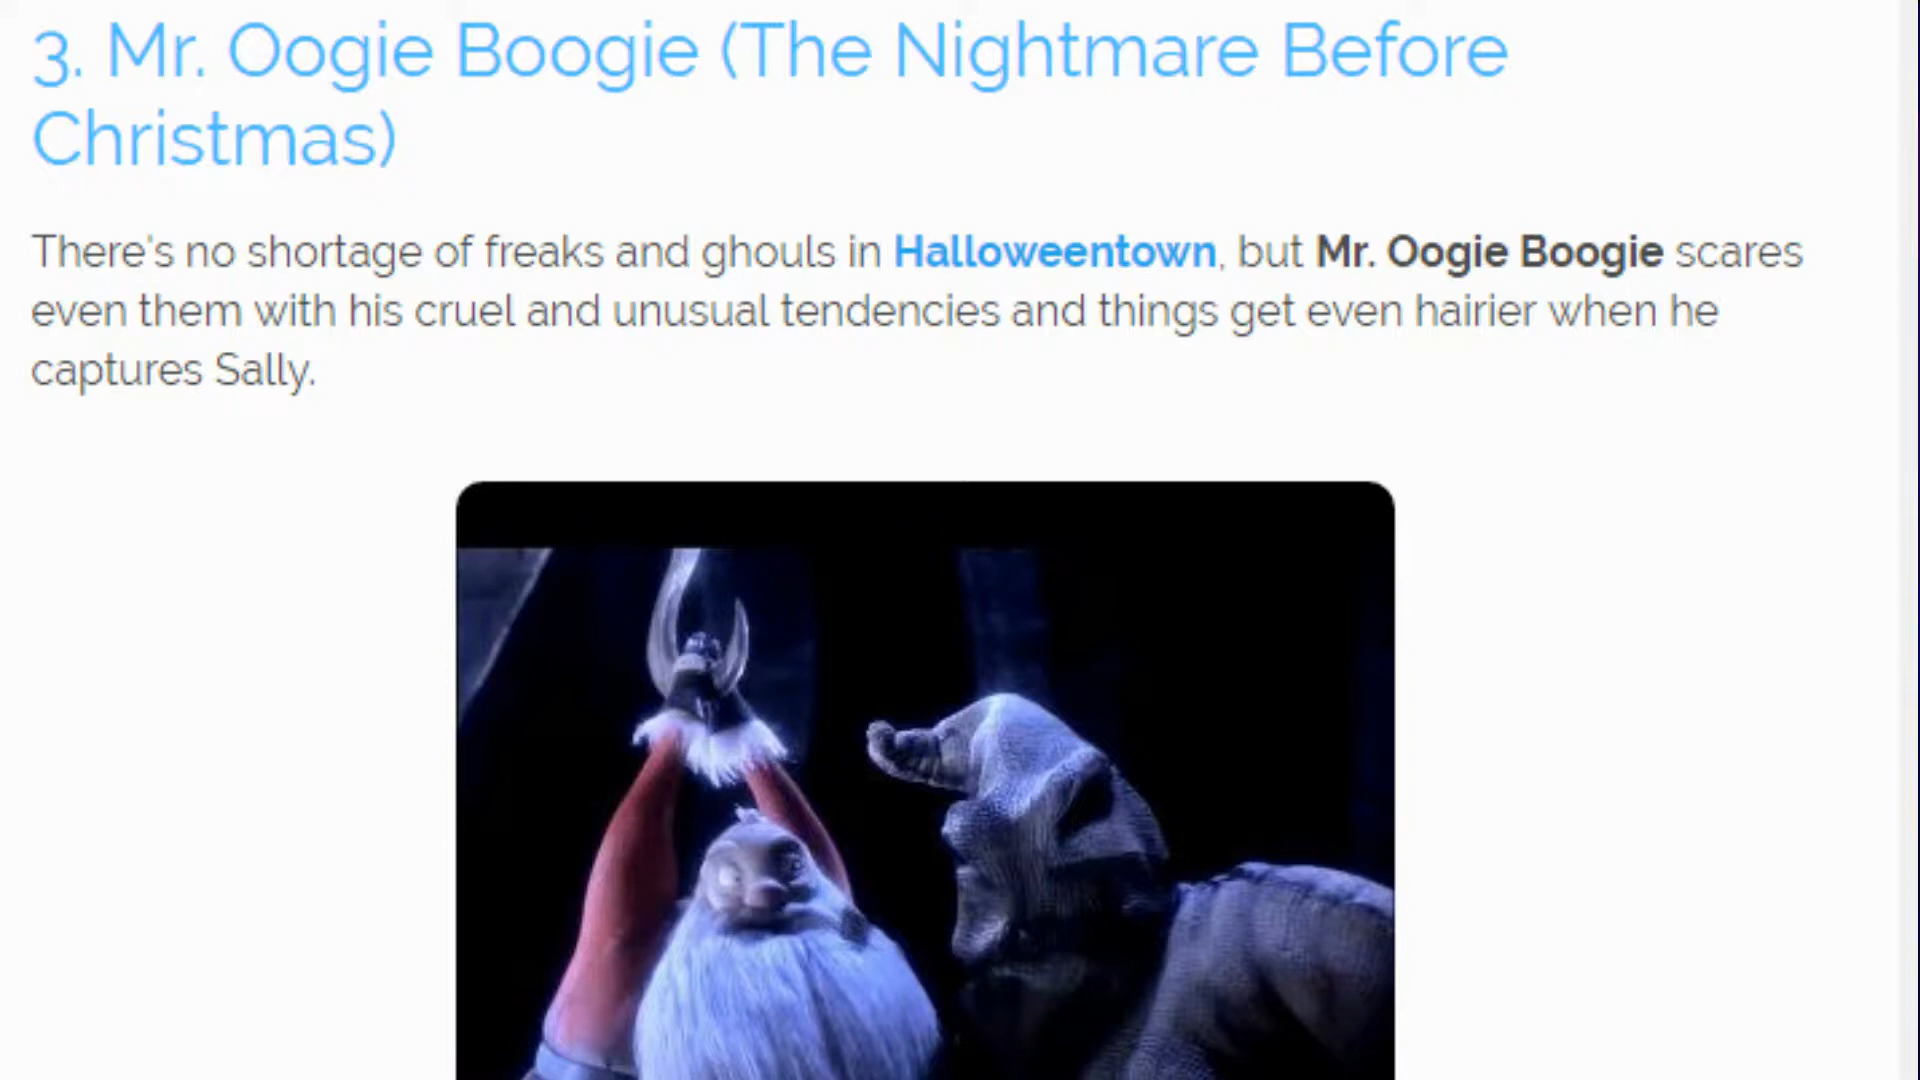 3. Mr. Oogie Boogie (The Nightmare Before
Christmas)
There's no shortage of freaks and ghouls in Halloweentown, but Mr. Oogie Boogie scares
even them with his cruel and unusual tendencies and things get even hairier when he
captures Sally.